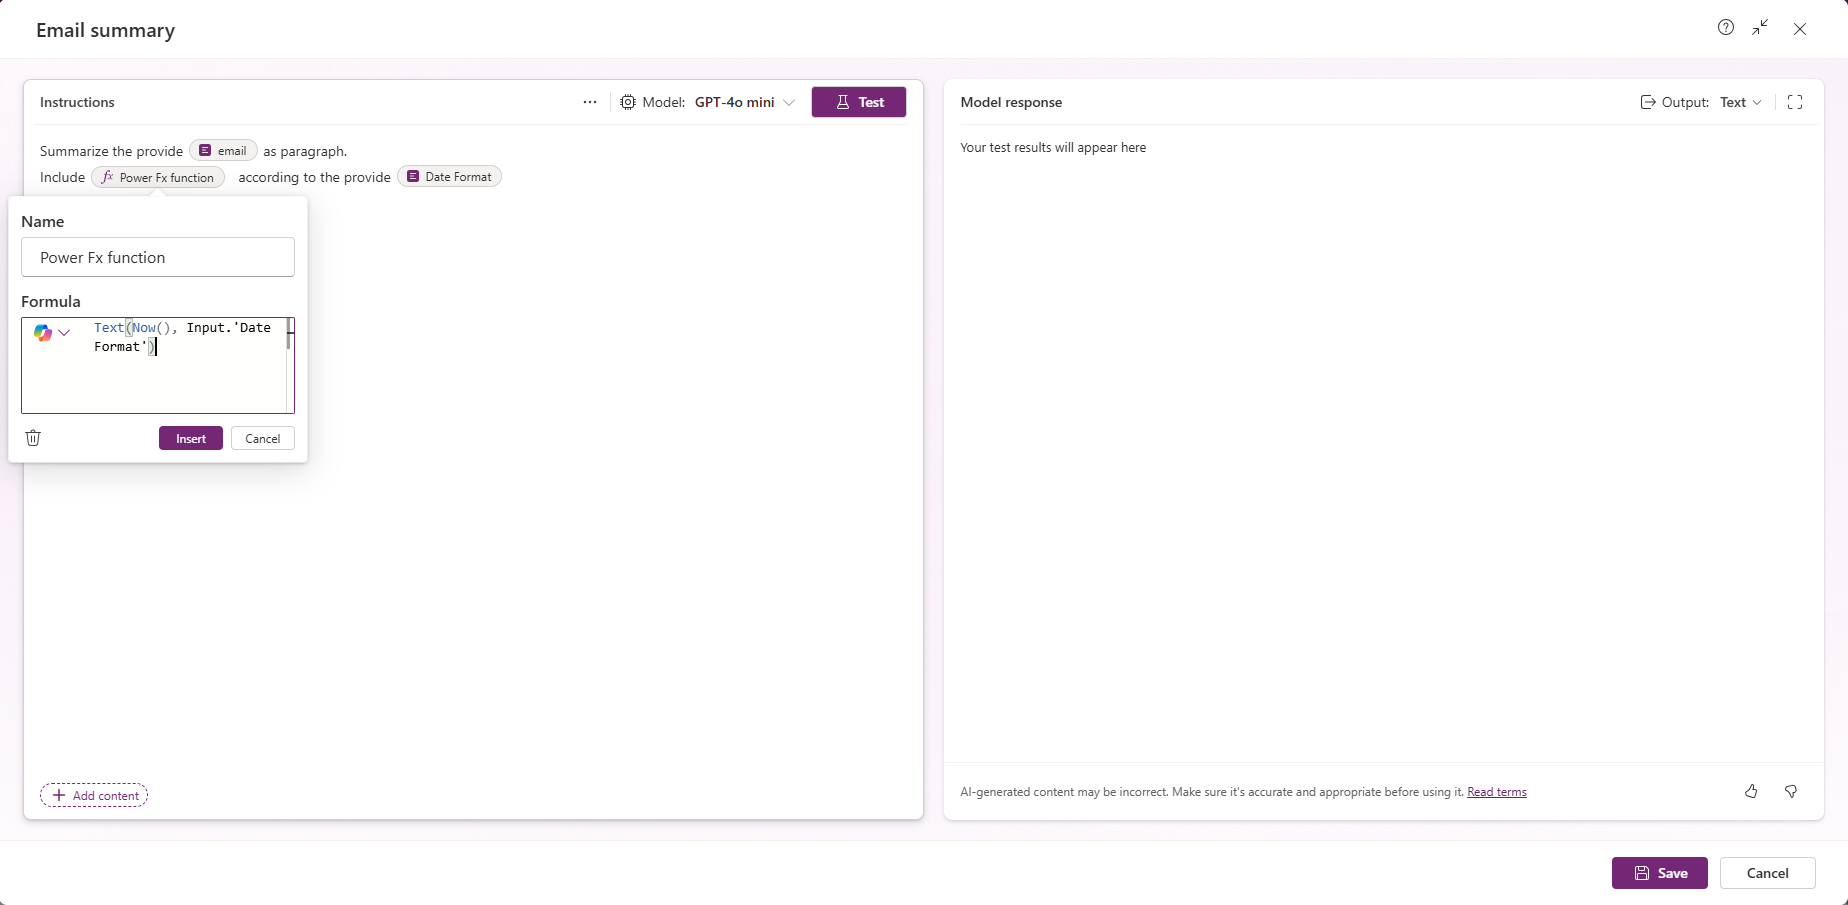 Email summary
Instructions
Model: GPT-4o mini
Test
Summarize the provide email as paragraph.
Include fx Power Fx function according to the provide Date Format
Name
Power Fx function
Formula
Text(Now(), Input.'Date
Format')
Insert
Cancel
Add content
Model response
Output: Text
Your test results will appear here
AI-generated content may be incorrect. Make sure it's accurate and appropriate before using it. Read terms
Save
Cancel